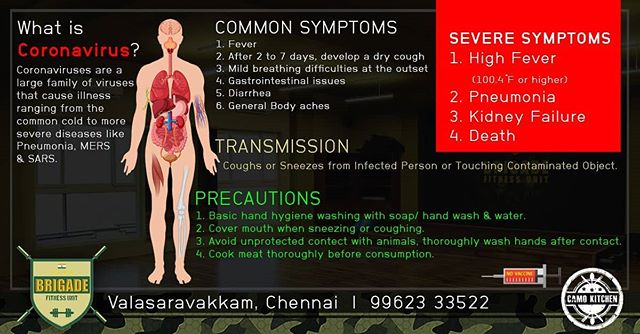 What is
Coronavirus?
Coronaviruses are a
large family of viruses
that cause illness
ranging from the
common cold to more
severe diseases like
Pneumonia, MERS
& SARS.
COMMON SYMPTOMS
1. Fever
2. After 2 to 7 days, develop a dry cough
3. Mild breathing difficulties at the outset
4. Gastrointestinal issues
5. Diarrhea
6. General Body aches
SEVERE SYMPTOMS
1. High Fever
(100.4°F or higher)
2. Pneumonia
3. Kidney Failure
4. Death
TRANSMISSION
Coughs or Sneezes from Infected Person or Touching Contaminated Object.
BRIGADE
FITNESS UNIT
PRECAUTIONS
1. Basic hand hygiene washing with soap/ hand wash & water.
2. Cover mouth when sneezing or coughing.
3. Avoid unprotected contact with animals, thoroughly wash hands after contact.
4. Cook meat thoroughly before consumption.
BRIGADE
FITNESS UNIT
Valasaravakkam, Chennai | 99623 33522
NO VACCINE
CAMO KITCHEN